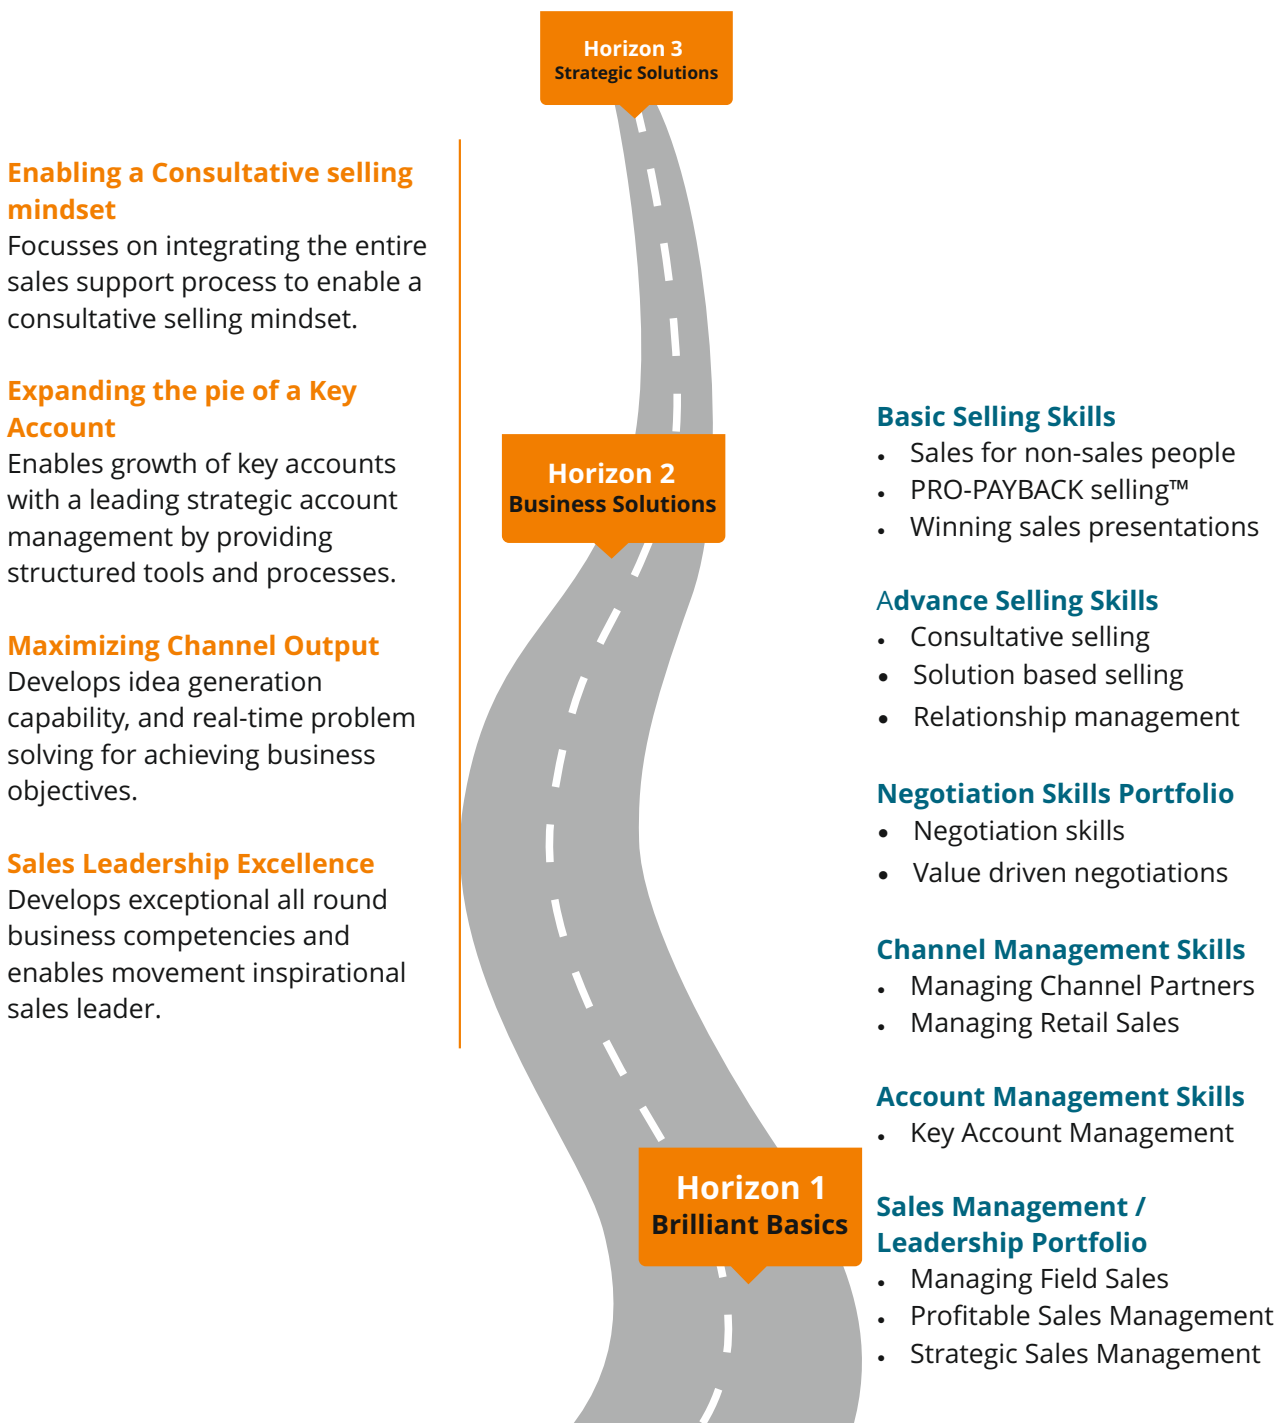 Horizon 3
Strategic Solutions
Enabling a Consultative selling
mindset
Focusses on integrating the entire
sales support process to enable a
consultative selling mindset.
Expanding the pie of a Key
Account
Enables growth of key accounts
with a leading strategic account
management by providing
structured tools and processes.
Maximizing Channel Output
Develops idea generation
capability, and real-time problem
solving for achieving business
objectives.
Sales Leadership Excellence
Develops exceptional all round
business competencies and
enables movement inspirational
sales leader.
Horizon 2
Business Solutions
Horizon 1
Brilliant Basics
Basic Selling Skills
• Sales for non-sales people
• PRO-PAYBACK selling™
• Winning sales presentations
Advance Selling Skills
• Consultative selling
• Solution based selling
• Relationship management
Negotiation Skills Portfolio
• Negotiation skills
• Value driven negotiations
Channel Management Skills
• Managing Channel Partners
• Managing Retail Sales
Account Management Skills
• Key Account Management
Sales Management /
Leadership Portfolio
• Managing Field Sales
• Profitable Sales Management
• Strategic Sales Management